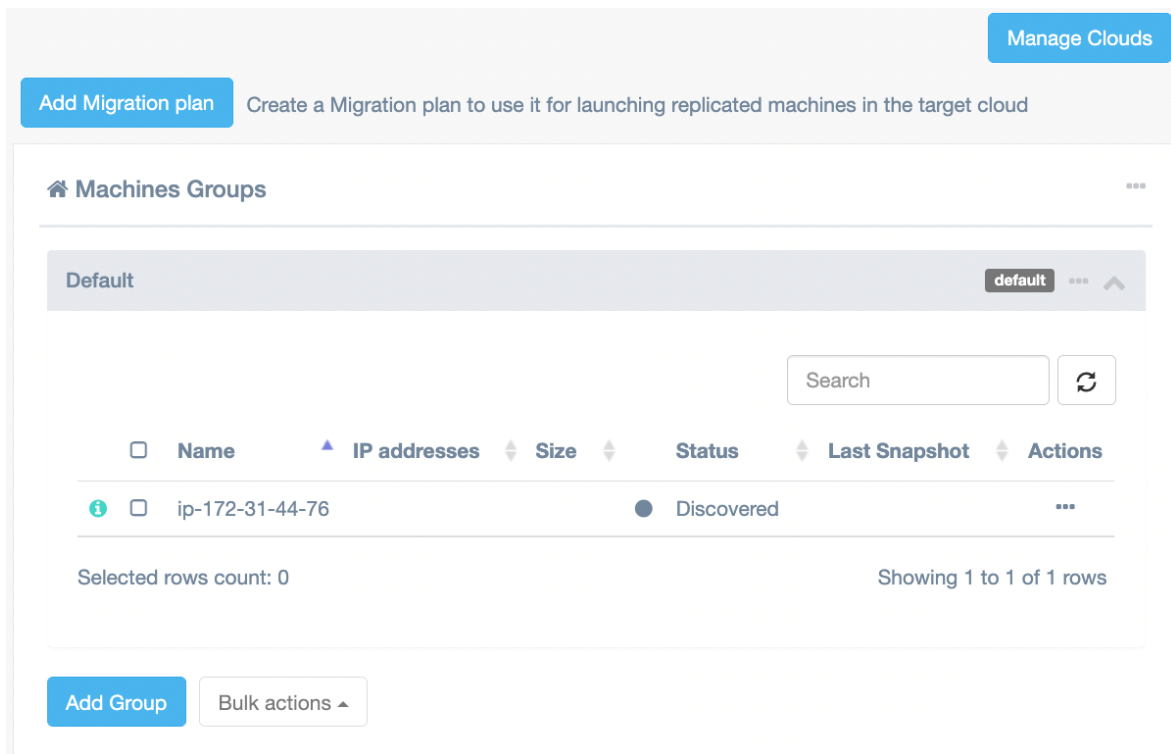 Manage Clouds
Add Migration plan Create a Migration plan to use it for launching replicated machines in the target cloud
Machines Groups
Default default
Search
Name IP addresses Size Status Last Snapshot Actions
ip-172-31-44-76 Discovered
Selected rows count: 0 Showing 1 to 1 of 1 rows
Add Group Bulk actions